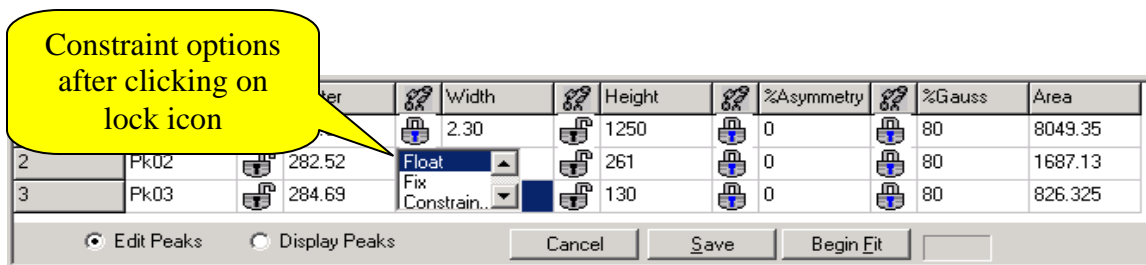 Constraint options
after clicking on
lock icon
Width Height %Asymmetry %Gauss Area
2.30 1250 0 80 8049.35
2 Pk02 282.52 Float 261 0 80 1687.13
Fix
3 Pk03 284.69 Constrain.. 130 0 80 826.325
Edit Peaks Display Peaks Cancel Save Begin Fit